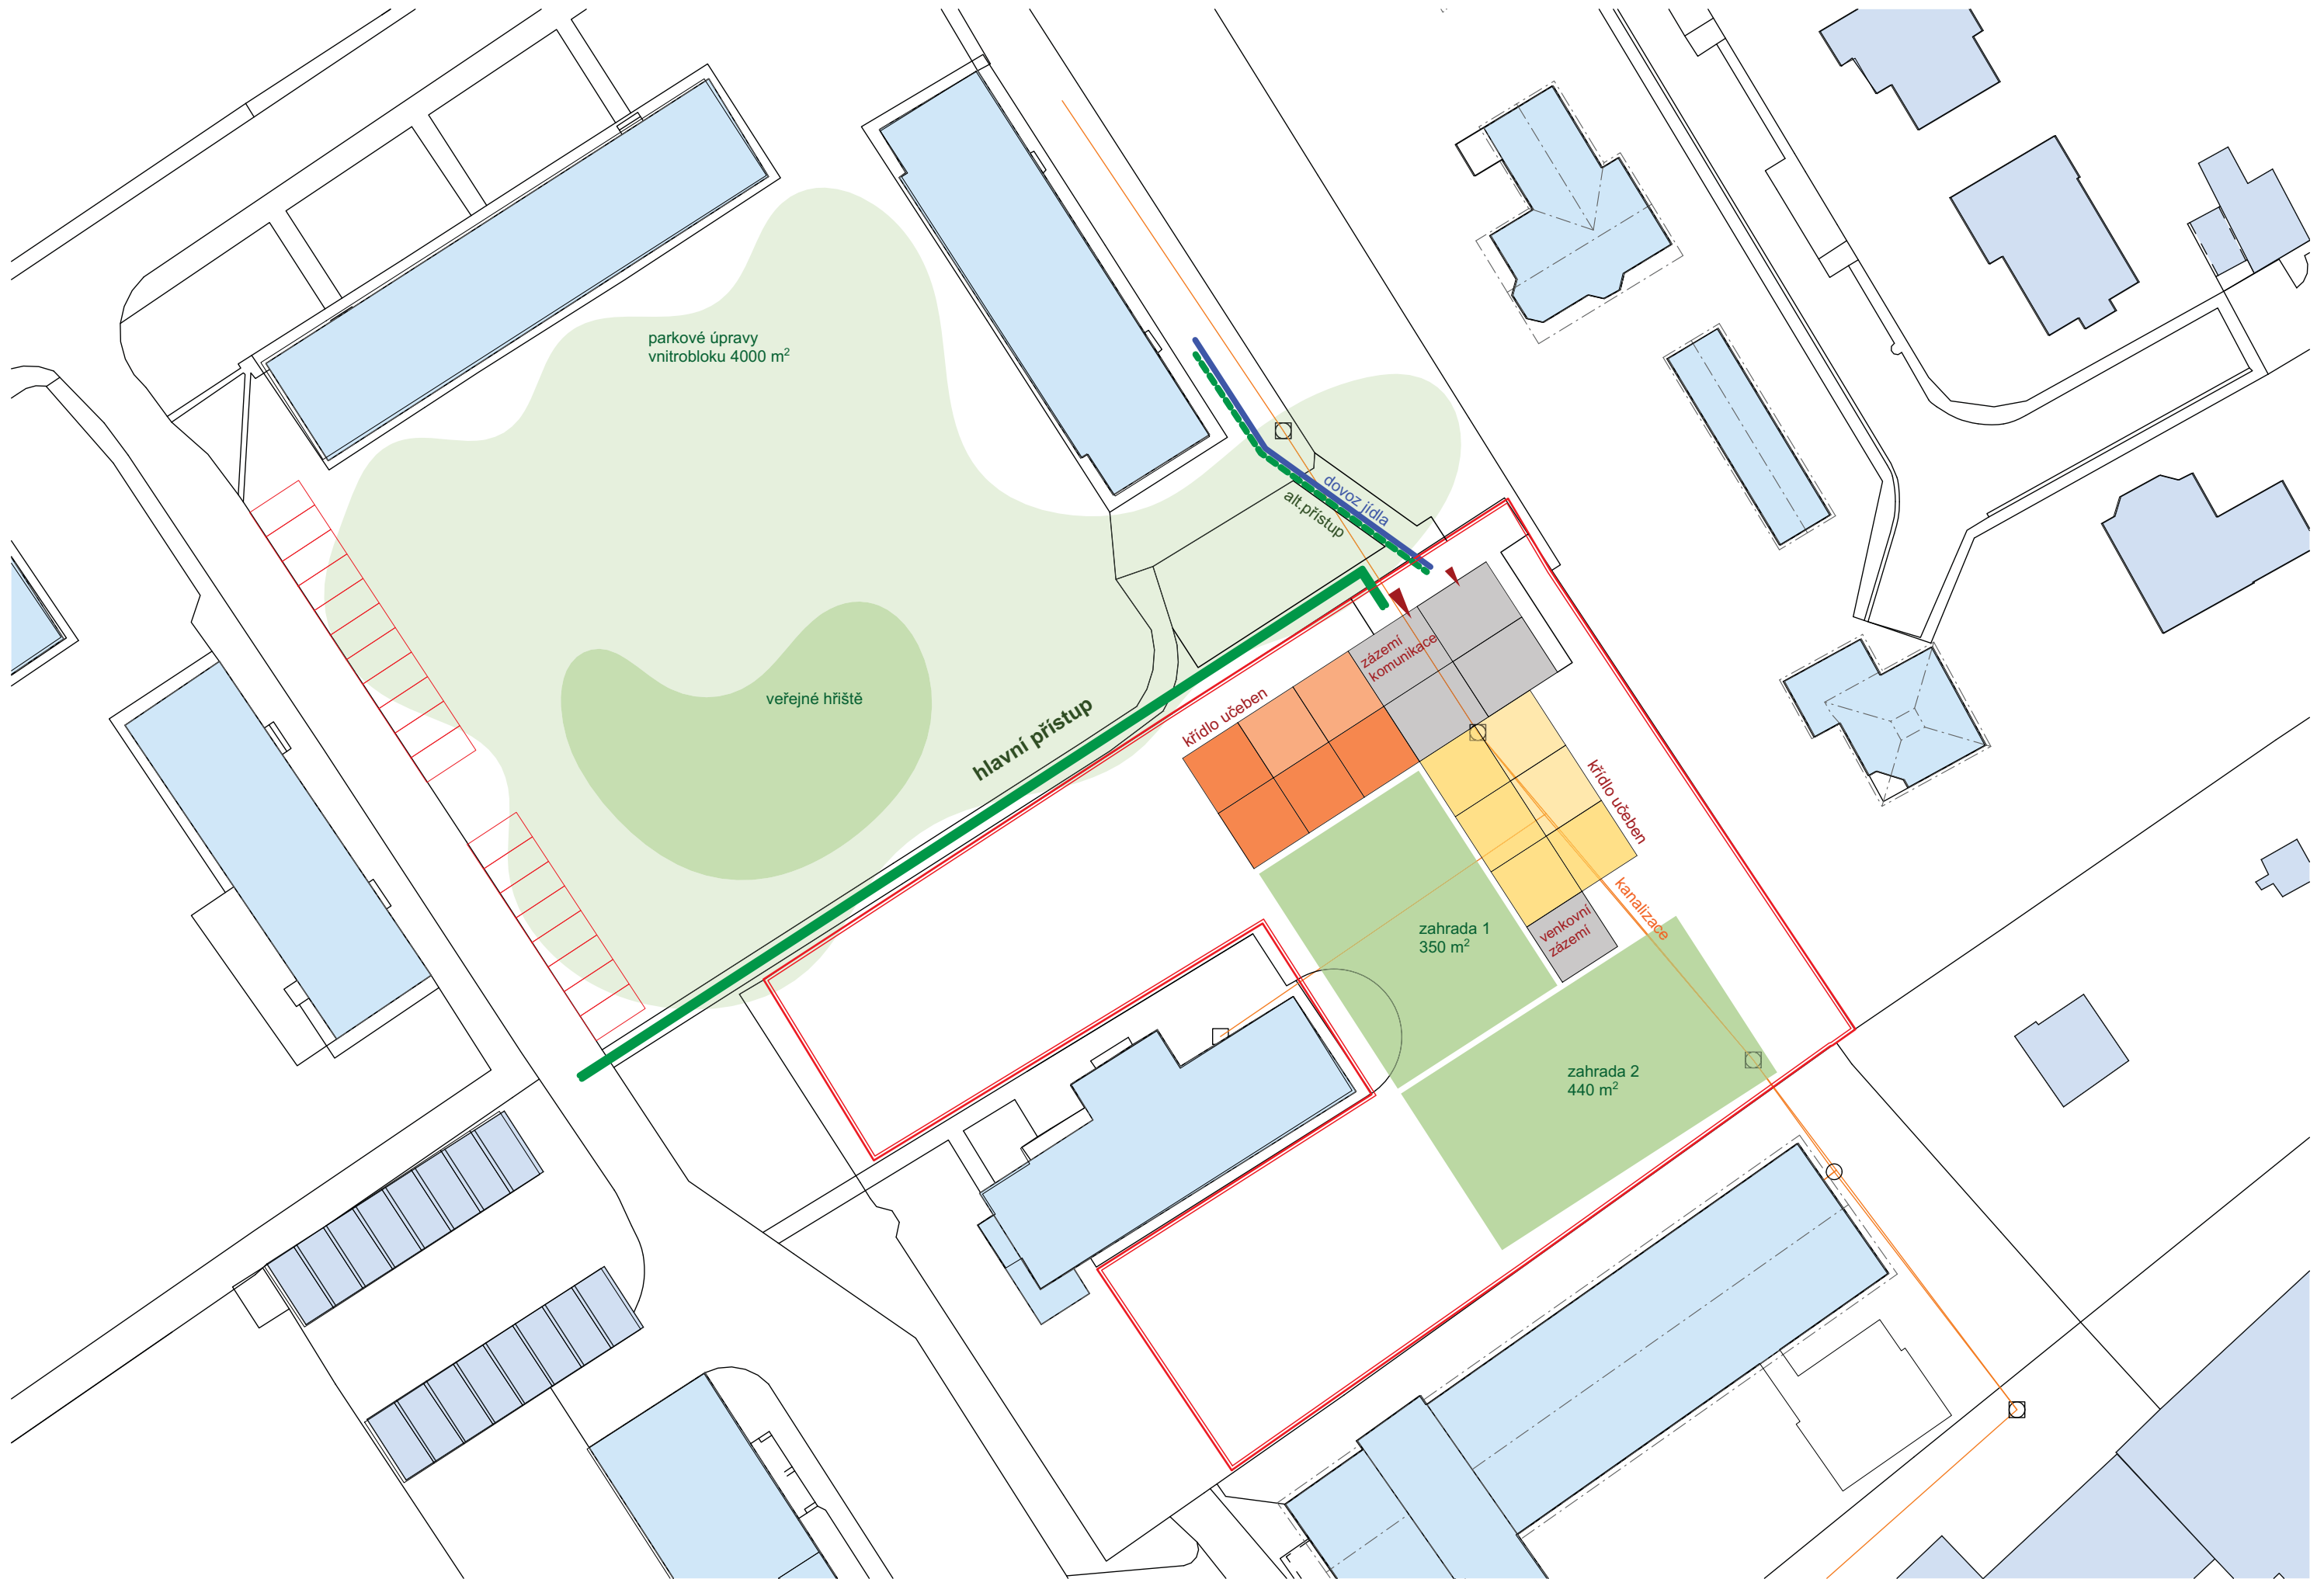 parkové úpravy
vnitrobloku 4000 m²
dovoz jídla
alt.přístup
zázemí
komunikace
křídlo učeben
veřejné hřiště
hlavní přístup
křídlo učeben
kanalizace
venkovní
zázemí
zahrada 1
350 m²
zahrada 2
440 m²